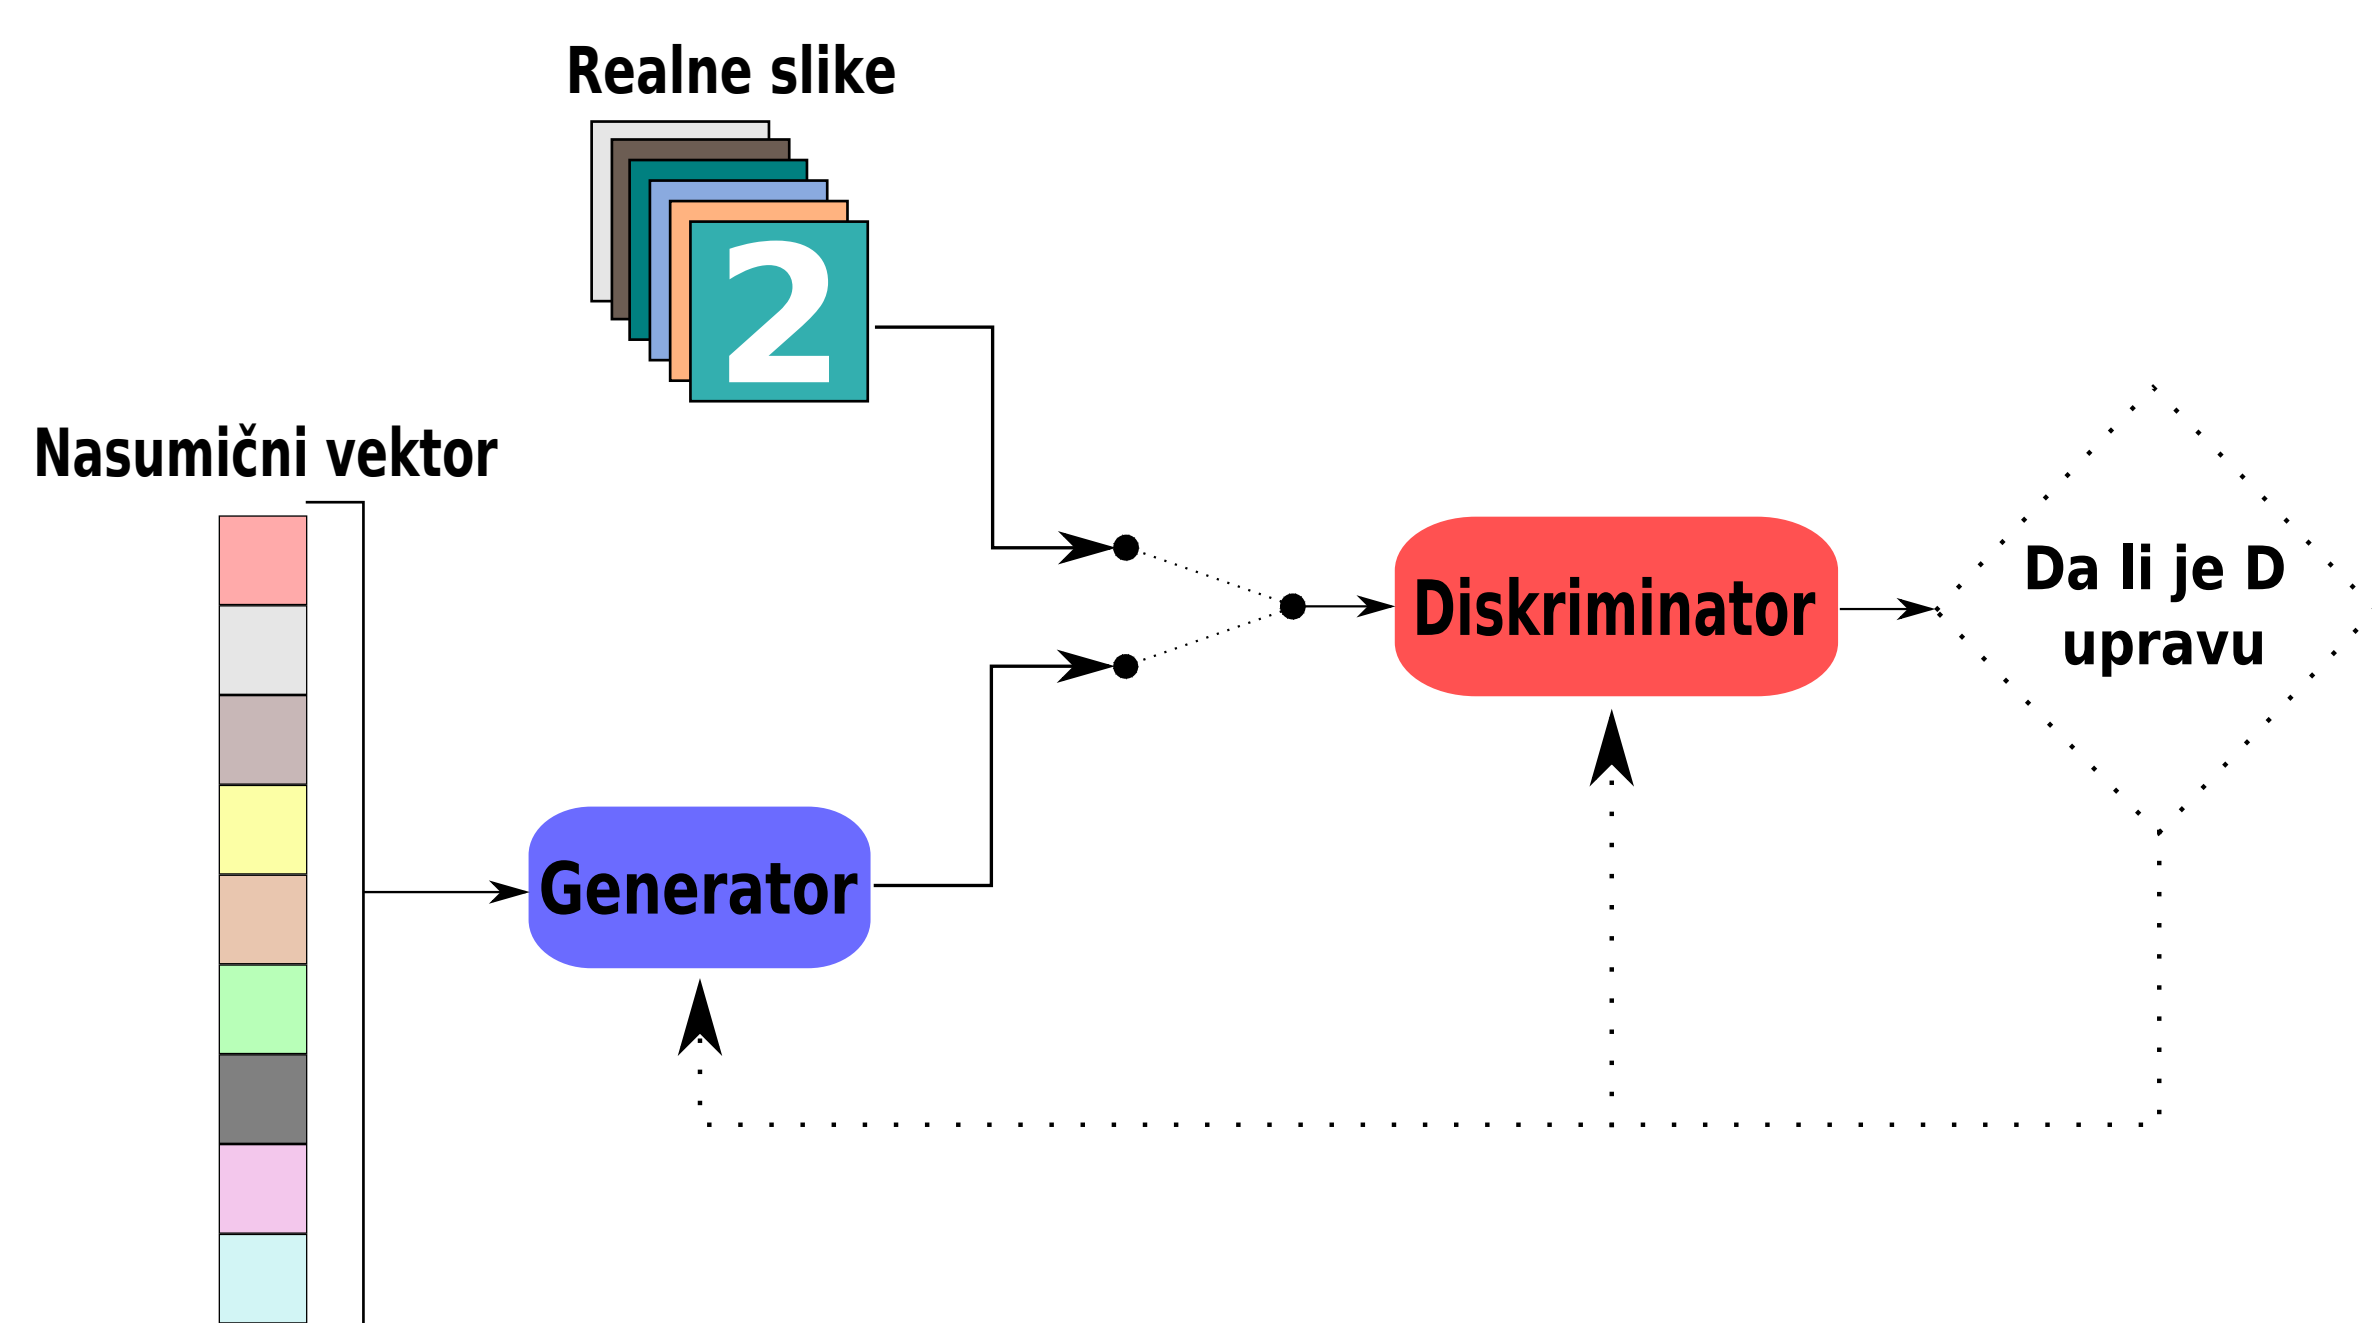 Realne slike
2
Nasumični vektor
Da li je D
upravu
Diskriminator
Generator